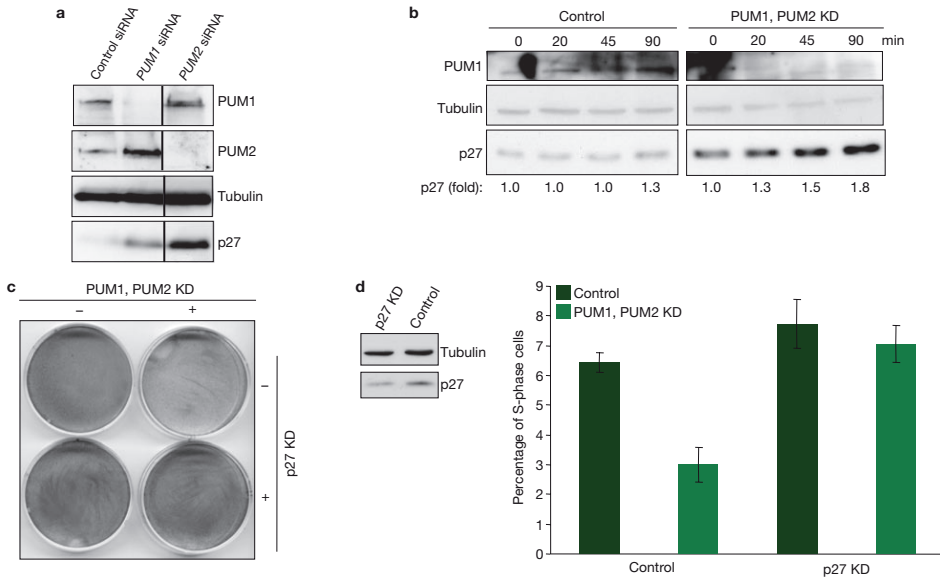 a
Control siRNA
PUM1 siRNA
PUM2 siRNA
PUM1
PUM2
Tubulin
p27
b
Control
PUM1, PUM2 KD
0 20 45 90 0 20 45 90 min
PUM1
Tubulin
p27
p27 (fold): 1.0 1.0 1.0 1.3 1.0 1.3 1.5 1.8
c
PUM1, PUM2 KD
– +
–
+
p27 KD
d
p27 KD
Control
Tubulin
p27
Percentage of S-phase cells
9
8
7
6
5
4
3
2
1
0
Control
PUM1, PUM2 KD
Control p27 KD